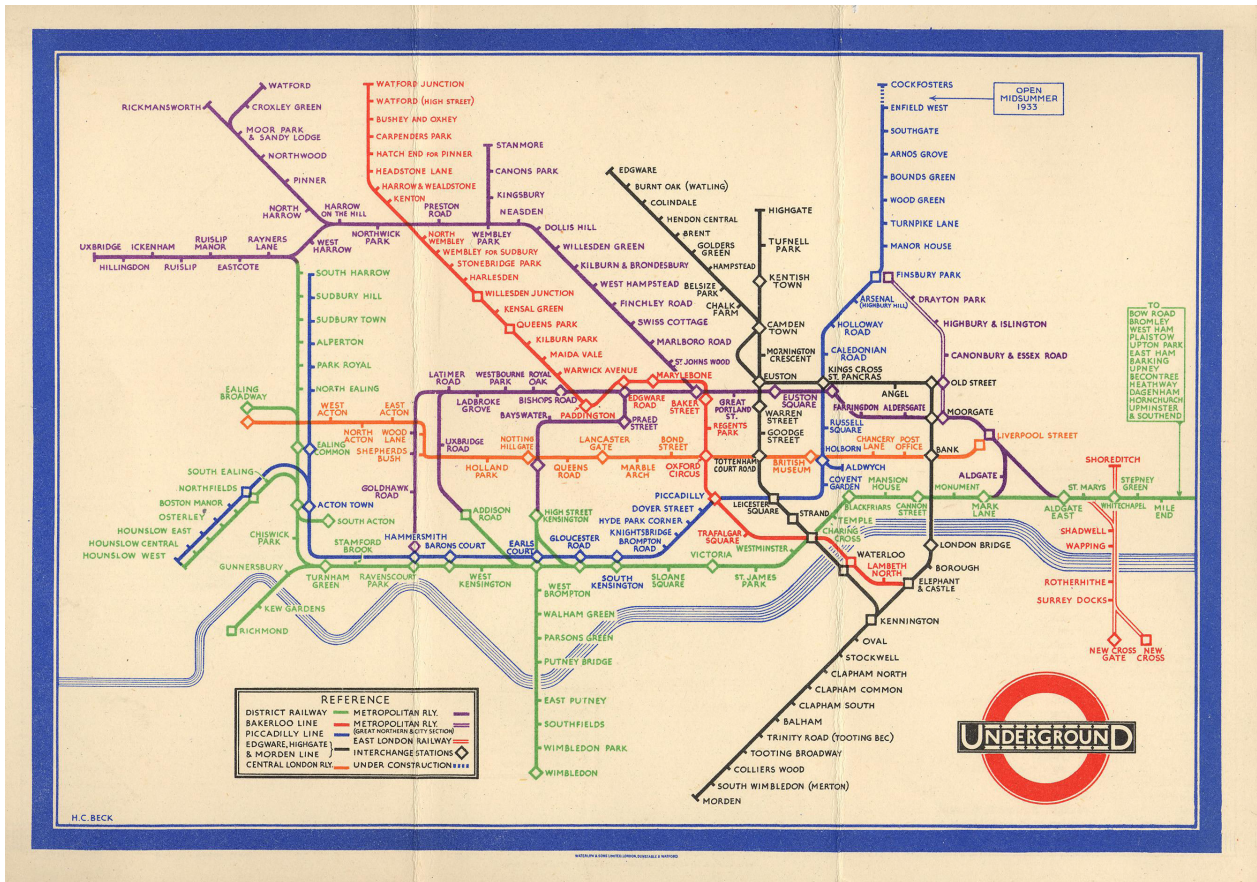 WATFORD
RICKMANSWORTH
CROXLEY GREEN
MOOR PARK
& SANDY LODGE
NORTHWOOD
PINNER
NORTH
HARROW
HARROW
ON THE HILL
WEST
HARROW
NORTHWICK
PARK
PRESTON
ROAD
WEMBLEY
PARK
NEASDEN
STANMORE
CANONS PARK
KINGSBURY
DOLLIS HILL
WILLESDEN GREEN
KILBURN & BRONDESBURY
WEST HAMPSTEAD
FINCHLEY ROAD
SWISS COTTAGE
MARLBORO ROAD
ST JOHNS WOOD
UXBRIDGE
ICKENHAM
RUISLIP
MANOR
RAYNERS
LANE
HILLINGDON
RUISLIP
EASTCOTE
WATFORD JUNCTION
WATFORD (HIGH STREET)
BUSHEY AND OXHEY
CARPENDERS PARK
HATCH END FOR PINNER
HEADSTONE LANE
HARROW & WEALDSTONE
KENTON
NORTH
WEMBLEY
WEMBLEY FOR SUDBURY
STONEBRIDGE PARK
HARLESDEN
WILLESDEN JUNCTION
KENSAL GREEN
QUEENS PARK
KILBURN PARK
MAIDA VALE
WARWICK AVENUE
PADDINGTON
EDGWARE
ROAD
MARYLEBONE
BAKER
STREET
REGENTS
PARK
OXFORD
CIRCUS
EDGWARE
BURNT OAK (WATLING)
COLINDALE
HENDON CENTRAL
BRENT
GOLDERS
GREEN
HAMPSTEAD
BELSIZE
PARK
CHALK
FARM
HIGHGATE
TUFNELL
PARK
KENTISH
TOWN
CAMDEN
TOWN
MORNINGTON
CRESCENT
EUSTON
WARREN
STREET
GOODGE
STREET
TOTTENHAM
COURT ROAD
COCKFOSTERS
OPEN
MIDSUMMER
1933
ENFIELD WEST
SOUTHGATE
ARNOS GROVE
BOUNDS GREEN
WOOD GREEN
TURNPIKE LANE
MANOR HOUSE
FINSBURY PARK
ARSENAL
(HIGHBURY HILL)
HOLLOWAY
ROAD
CALEDONIAN
ROAD
KINGS CROSS
ST. PANCRAS
DRAYTON PARK
HIGHBURY & ISLINGTON
CANONBURY & ESSEX ROAD
OLD STREET
ANGEL
MOORGATE
FARRINGDON
ALDERSGATE
LIVERPOOL STREET
TO
BOW ROAD
BROMLEY
WEST HAM
PLAISTOW
UPTON PARK
EAST HAM
BARKING
UPNEY
BECONTREE
HEATHWAY
DAGENHAM
HORNCHURCH
UPMINSTER
& SOUTHEND
SOUTH HARROW
SUDBURY HILL
SUDBURY TOWN
ALPERTON
PARK ROYAL
NORTH EALING
EALING
BROADWAY
EALING
COMMON
WEST
ACTON
EAST
ACTON
NORTH
ACTON
WOOD
LANE
SHEPHERDS
BUSH
LATIMER
ROAD
LADBROKE
GROVE
WESTBOURNE
PARK
ROYAL
OAK
BISHOPS ROAD
BAYSWATER
PRAED
STREET
GREAT
PORTLAND
ST.
EUSTON
SQUARE
RUSSELL
SQUARE
HOLBORN
ALDWYCH
COVENT
GARDEN
UXBRIDGE
ROAD
GOLDHAWK
ROAD
HOLLAND
PARK
NOTTING
HILL GATE
QUEENS
ROAD
LANCASTER
GATE
MARBLE
ARCH
BOND
STREET
BRITISH
MUSEUM
CHANCERY
LANE
POST
OFFICE
BANK
ALDGATE
SOUTH EALING
NORTHFIELDS
BOSTON MANOR
OSTERLEY
HOUNSLOW EAST
HOUNSLOW CENTRAL
HOUNSLOW WEST
ACTON TOWN
SOUTH ACTON
CHISWICK
PARK
GUNNERSBURY
KEW GARDENS
RICHMOND
TURNHAM
GREEN
STAMFORD
BROOK
RAVENSCOURT
PARK
HAMMERSMITH
BARONS COURT
WEST
KENSINGTON
ADDISON
ROAD
EARLS
COURT
HIGH STREET
KENSINGTON
GLOUCESTER
ROAD
SOUTH
KENSINGTON
BROMPTON
ROAD
KNIGHTSBRIDGE
HYDE PARK CORNER
DOVER STREET
PICCADILLY
LEICESTER
SQUARE
STRAND
TRAFALGAR
SQUARE
SLOANE
SQUARE
VICTORIA
ST. JAMES
PARK
WESTMINSTER
CHARING
CROSS
TEMPLE
BLACKFRIARS
MANSION
HOUSE
CANNON
STREET
MONUMENT
MARK
LANE
ALDGATE
EAST
ST. MARYS
WHITECHAPEL
STEPNEY
GREEN
MILE
END
SHOREDITCH
SHADWELL
WAPPING
ROTHERHITHE
SURREY DOCKS
NEW CROSS
GATE
NEW
CROSS
WATERLOO
LAMBETH
NORTH
ELEPHANT
& CASTLE
BOROUGH
LONDON BRIDGE
KENNINGTON
OVAL
STOCKWELL
CLAPHAM NORTH
CLAPHAM COMMON
CLAPHAM SOUTH
BALHAM
TRINITY ROAD (TOOTING BEC)
TOOTING BROADWAY
COLLIERS WOOD
SOUTH WIMBLEDON (MERTON)
MORDEN
WEST
BROMPTON
WALHAM GREEN
PARSONS GREEN
PUTNEY BRIDGE
EAST PUTNEY
SOUTHFIELDS
WIMBLEDON PARK
WIMBLEDON
REFERENCE
DISTRICT RAILWAY
BAKERLOO LINE
PICCADILLY LINE
EDGWARE, HIGHGATE
& MORDEN LINE
CENTRAL LONDON RLY.
METROPOLITAN RLY.
METROPOLITAN RLY.
(GREAT NORTHERN & CITY SECTION)
EAST LONDON RAILWAY
INTERCHANGE STATIONS
UNDER CONSTRUCTION
UNDERGROUND
H.C. BECK
WATERLOW & SONS LIMITED, LONDON, DUNSTABLE & WATFORD